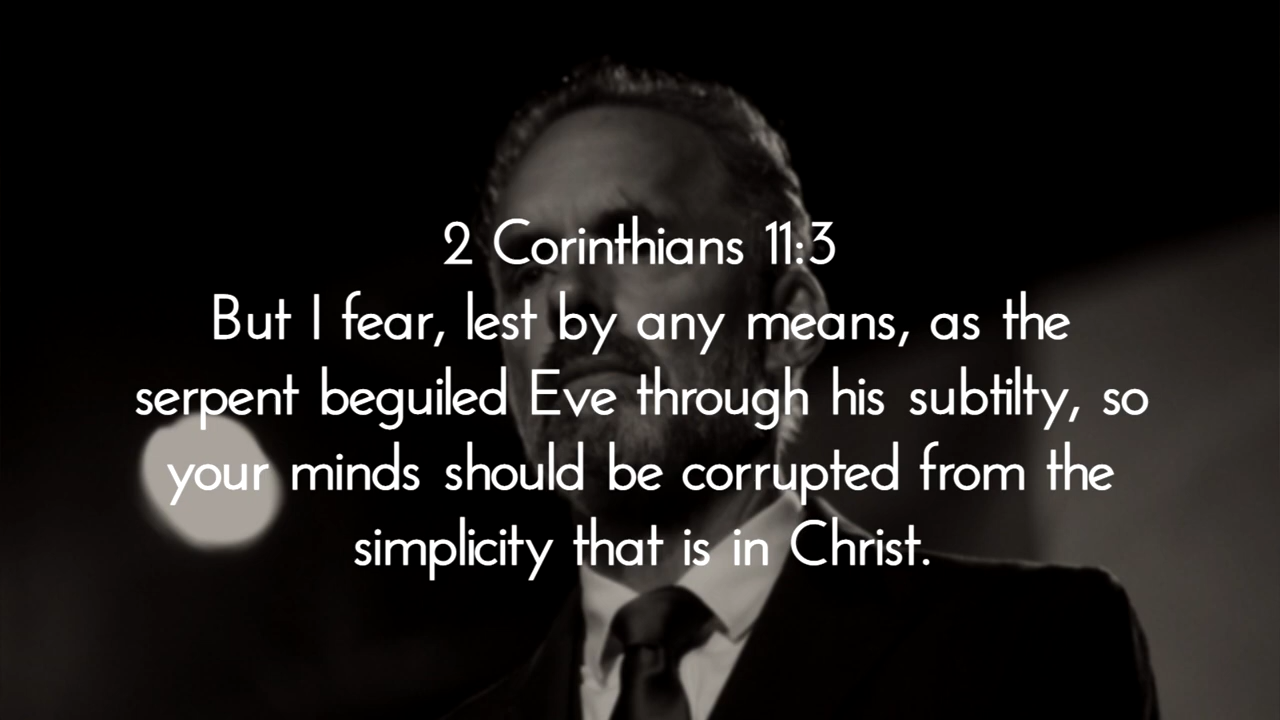 2 Corinthians 11:3
But I fear, lest by any means, as the
serpent beguiled Eve through his subtilty, so
your minds should be corrupted from the
simplicity that is in Christ.